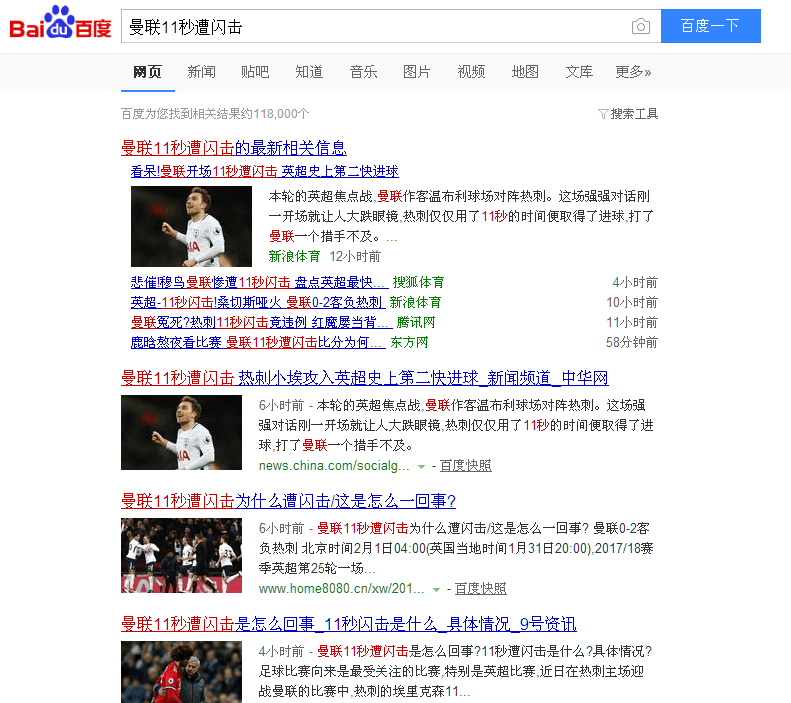 Bai du 百度
曼联11秒遭闪击
百度一下
网页 新闻 贴吧 知道 音乐 图片 视频 地图 文库 更多»
百度为您找到相关结果约118,000个
搜索工具
曼联11秒遭闪击的最新相关信息
看呆!曼联开场11秒遭闪击 英超史上第二快进球
本轮的英超焦点战,曼联作客温布利球场对阵热刺。这场强强对话刚
一开场就让人大跌眼镜,热刺仅仅用了11秒的时间便取得了进球,打了
曼联一个措手不及。...
新浪体育 12小时前
悲催!穆鸟曼联惨遭11秒闪击 盘点英超最快... 搜狐体育 4小时前
英超-11秒闪击!桑切斯哑火 曼联0-2客负热刺 新浪体育 10小时前
曼联冤死?热刺11秒闪击竟违例 红魔屡当背... 腾讯网 11小时前
鹿晗熬夜看比赛 曼联11秒遭闪击比分为何... 东方网 58分钟前
曼联11秒遭闪击 热刺小埃攻入英超史上第二快进球_新闻频道_中华网
6小时前 - 本轮的英超焦点战,曼联作客温布利球场对阵热刺。这场强
强对话刚一开场就让人大跌眼镜,热刺仅仅用了11秒的时间便取得了进
球,打了曼联一个措手不及。
news.china.com/socialg... - 百度快照
曼联11秒遭闪击为什么遭闪击/这是怎么一回事?
6小时前 - 曼联11秒遭闪击为什么遭闪击/这是怎么一回事? 曼联0-2客
负热刺 北京时间2月1日04:00(英国当地时间1月31日20:00),2017/18赛
季英超第25轮一场...
www.home8080.cn/xw/201... - 百度快照
曼联11秒遭闪击是怎么回事_11秒闪击是什么_具体情况_9号资讯
4小时前 - 曼联11秒遭闪击是怎么回事?11秒遭闪击是什么?具体情况?
足球比赛向来是最受关注的比赛,特别是英超比赛,近日在热刺主场迎
战曼联的比赛中,热刺的埃里克森11...